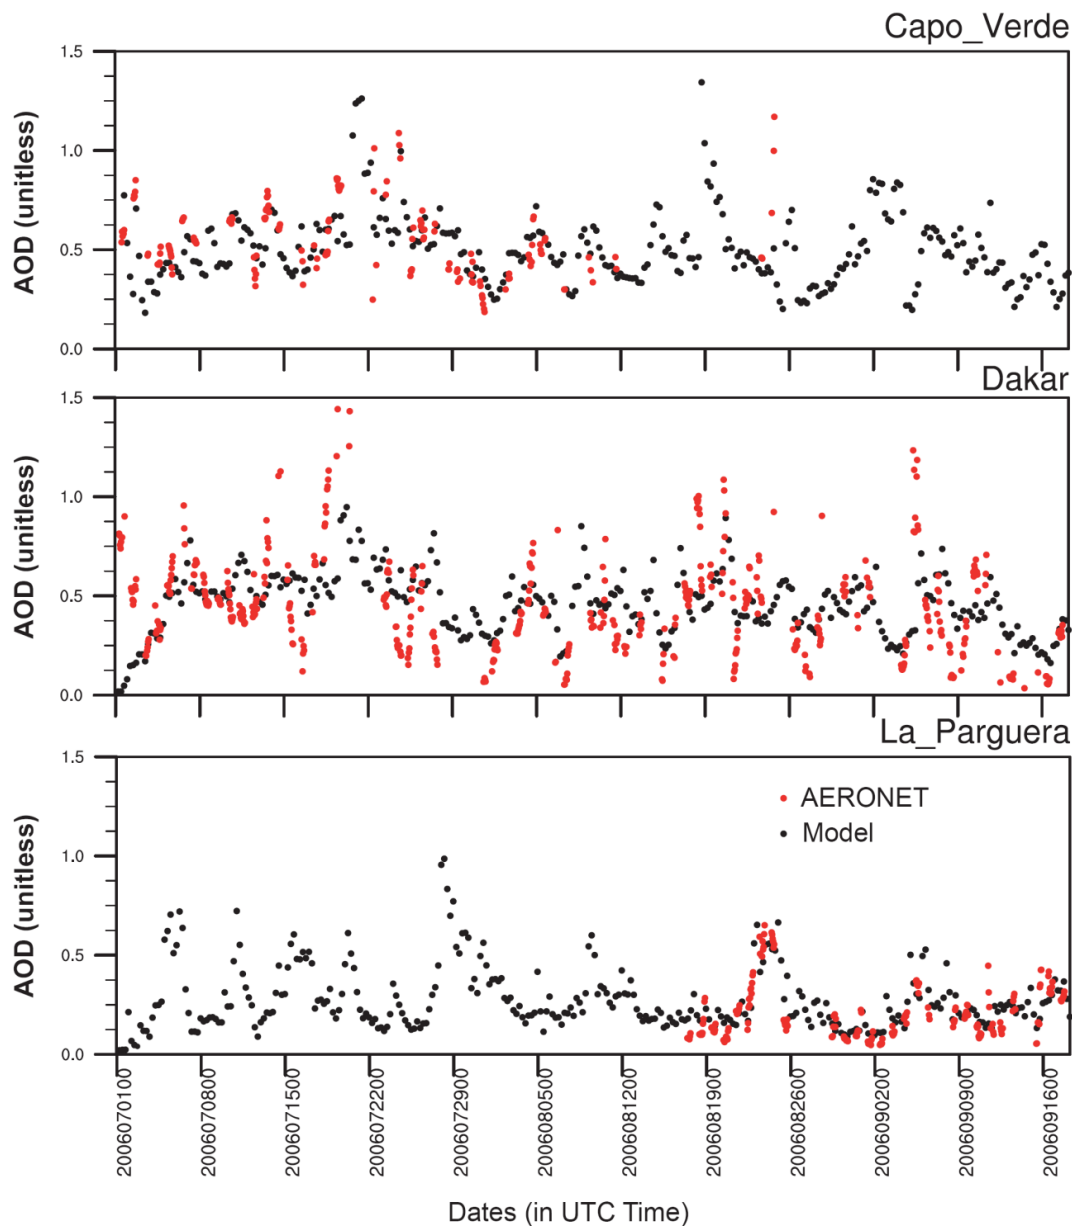 Capo_Verde
1.5
1.0
0.5
0.0
AOD (unitless)
Dakar
1.5
1.0
0.5
0.0
AOD (unitless)
La_Parguera
1.5
1.0
0.5
0.0
AOD (unitless)
AERONET
Model
2006070100
2006070800
2006071500
2006072200
2006072900
2006080500
2006081200
2006081900
2006082600
2006090200
2006090900
2006091600
Dates (in UTC Time)